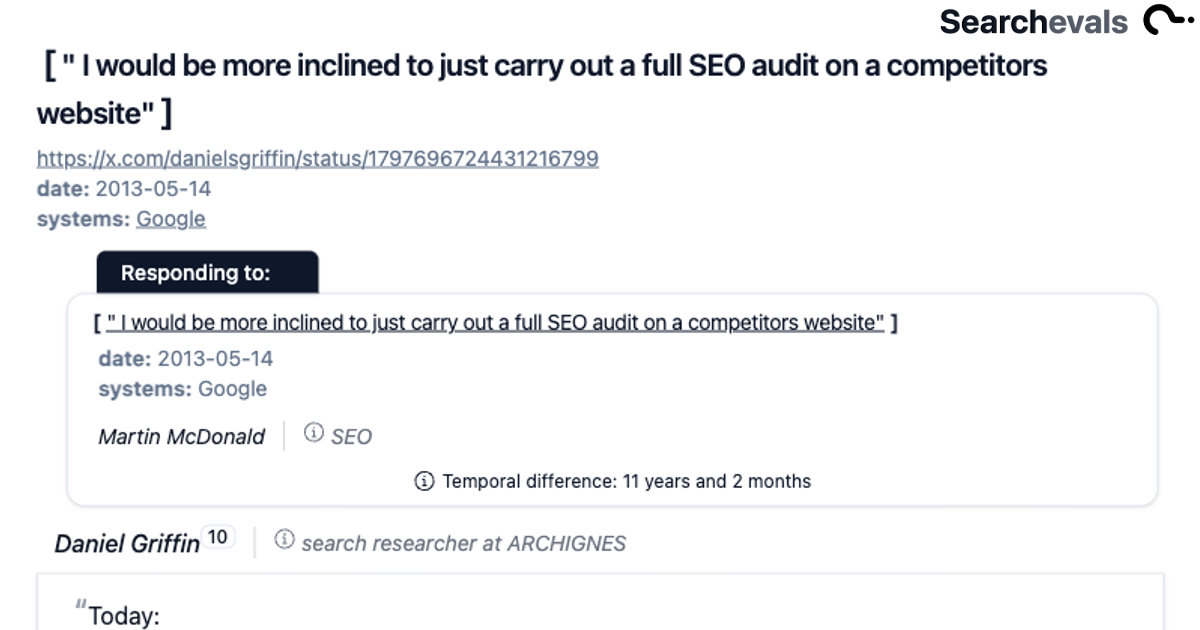 Searchevals
[ " I would be more inclined to just carry out a full SEO audit on a competitors
website" ]
https://x.com/danielsgriffin/status/1797696724431216799
date: 2013-05-14
systems: Google
Responding to:
[ " I would be more inclined to just carry out a full SEO audit on a competitors website" ]
date: 2013-05-14
systems: Google
Martin McDonald SEO
Temporal difference: 11 years and 2 months
Daniel Griffin 10 search researcher at ARCHIGNES
"Today: